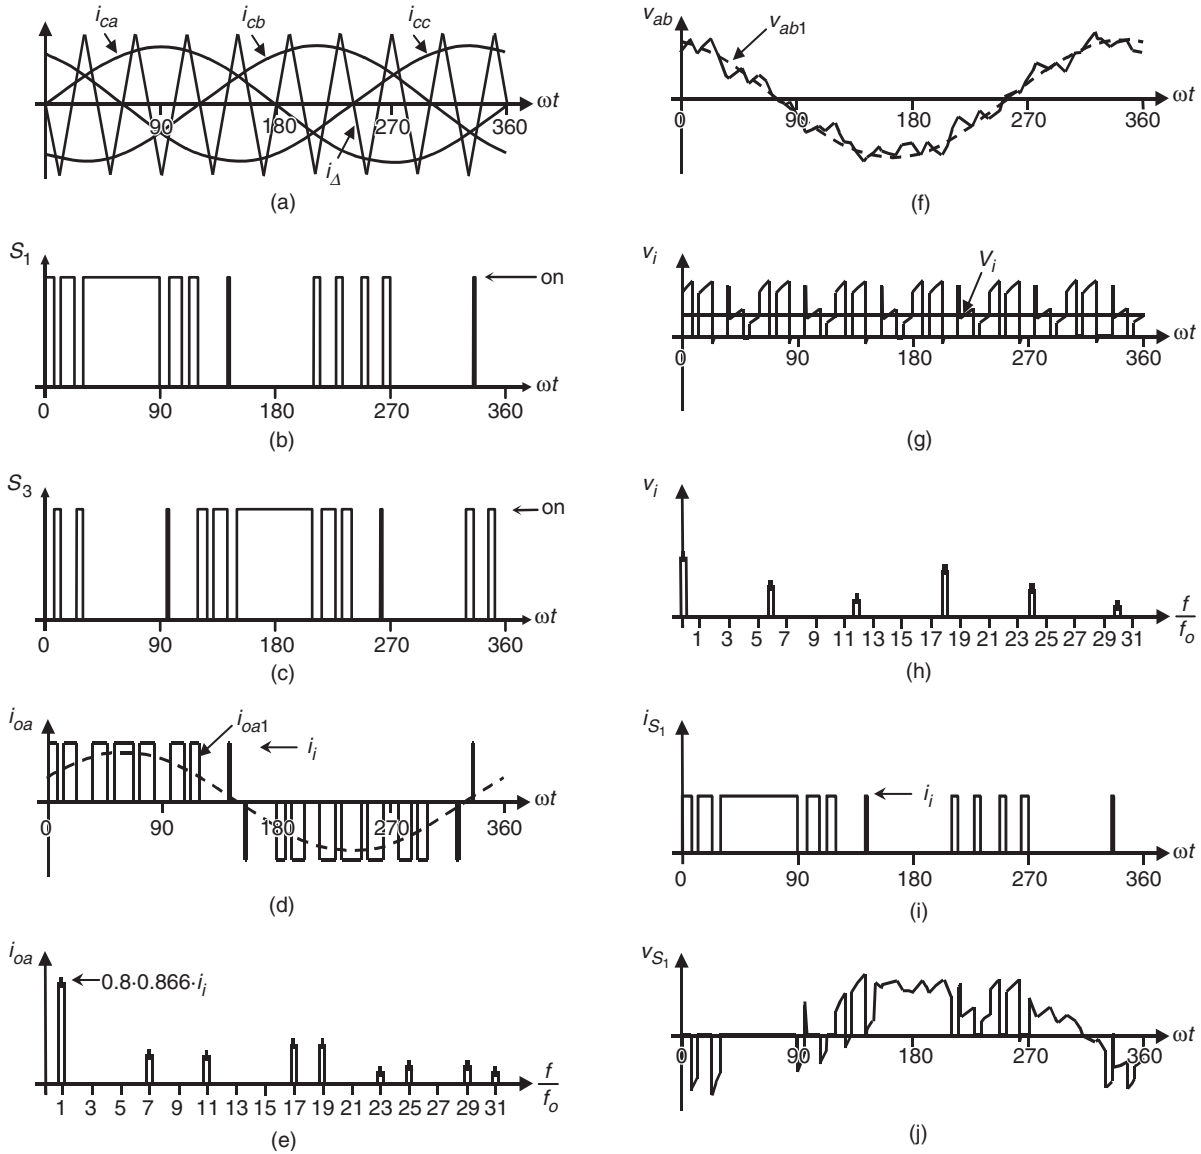 i_ca i_cb i_cc
ωt
90 180 270 360
i_Δ
(a)
S_1
on
ωt
0 90 180 270 360
(b)
S_3
on
ωt
0 90 180 270 360
(c)
i_oa
i_oa1
i_i
ωt
0 90 180 270 360
(d)
i_oa
0.8·0.866·i_i
f/f_o
1 3 5 7 9 11 13 15 17 19 21 23 25 27 29 31
(e)
v_ab
v_ab1
ωt
0 90 180 270 360
(f)
v_i
V_i
ωt
0 90 180 270 360
(g)
v_i
f/f_o
1 3 5 7 9 11 13 15 17 19 21 23 25 27 29 31
(h)
i_S1
i_i
ωt
0 90 180 270 360
(i)
v_S1
ωt
0 90 180 270 360
(j)